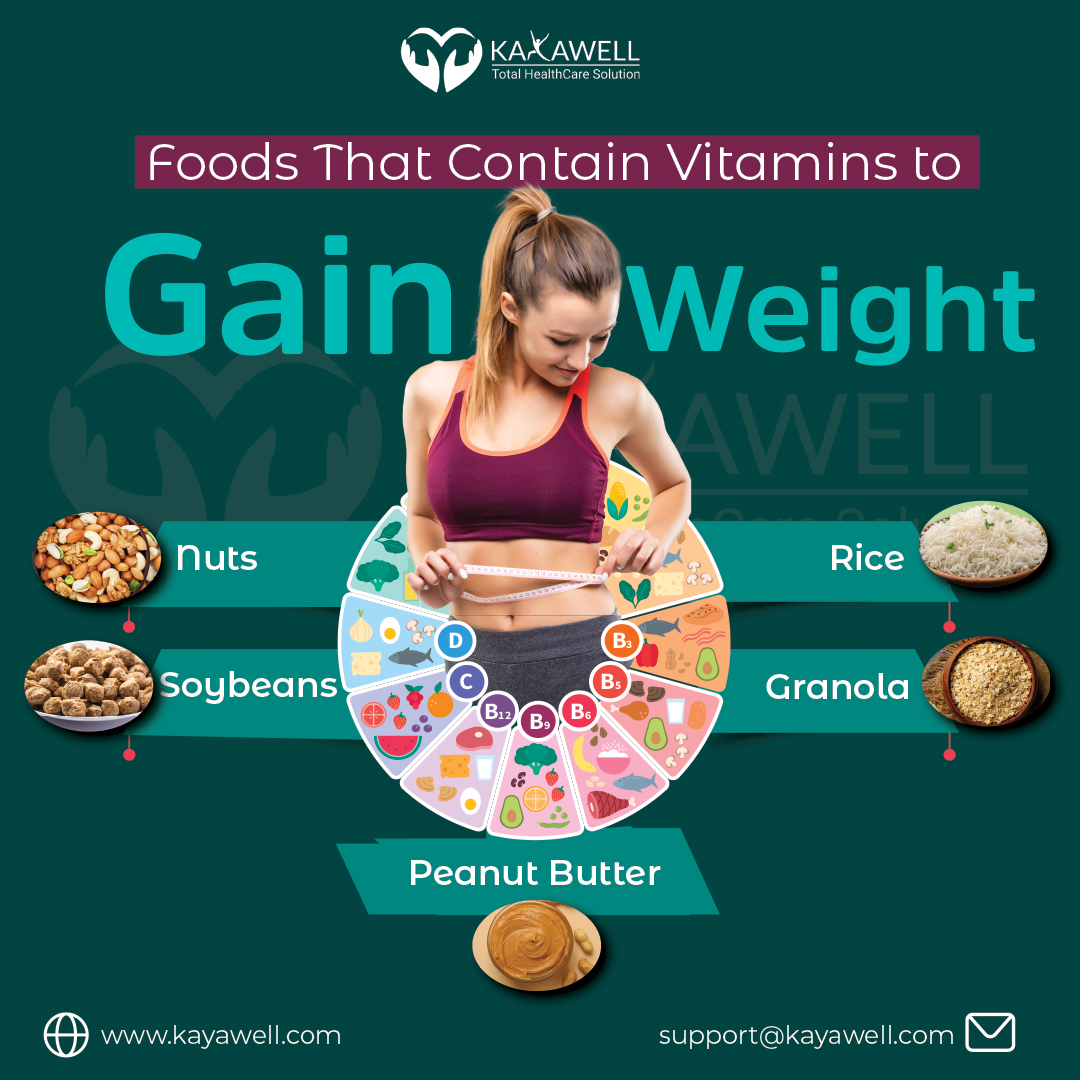 KAYAWELL
Total HealthCare Solution
Foods That Contain Vitamins to
Gain Weight
AWELL
Nuts
Rice
Soybeans
Granola
D
C
B12
B9
B6
B5
B3
Peanut Butter
www.kayawell.com
support@kayawell.com